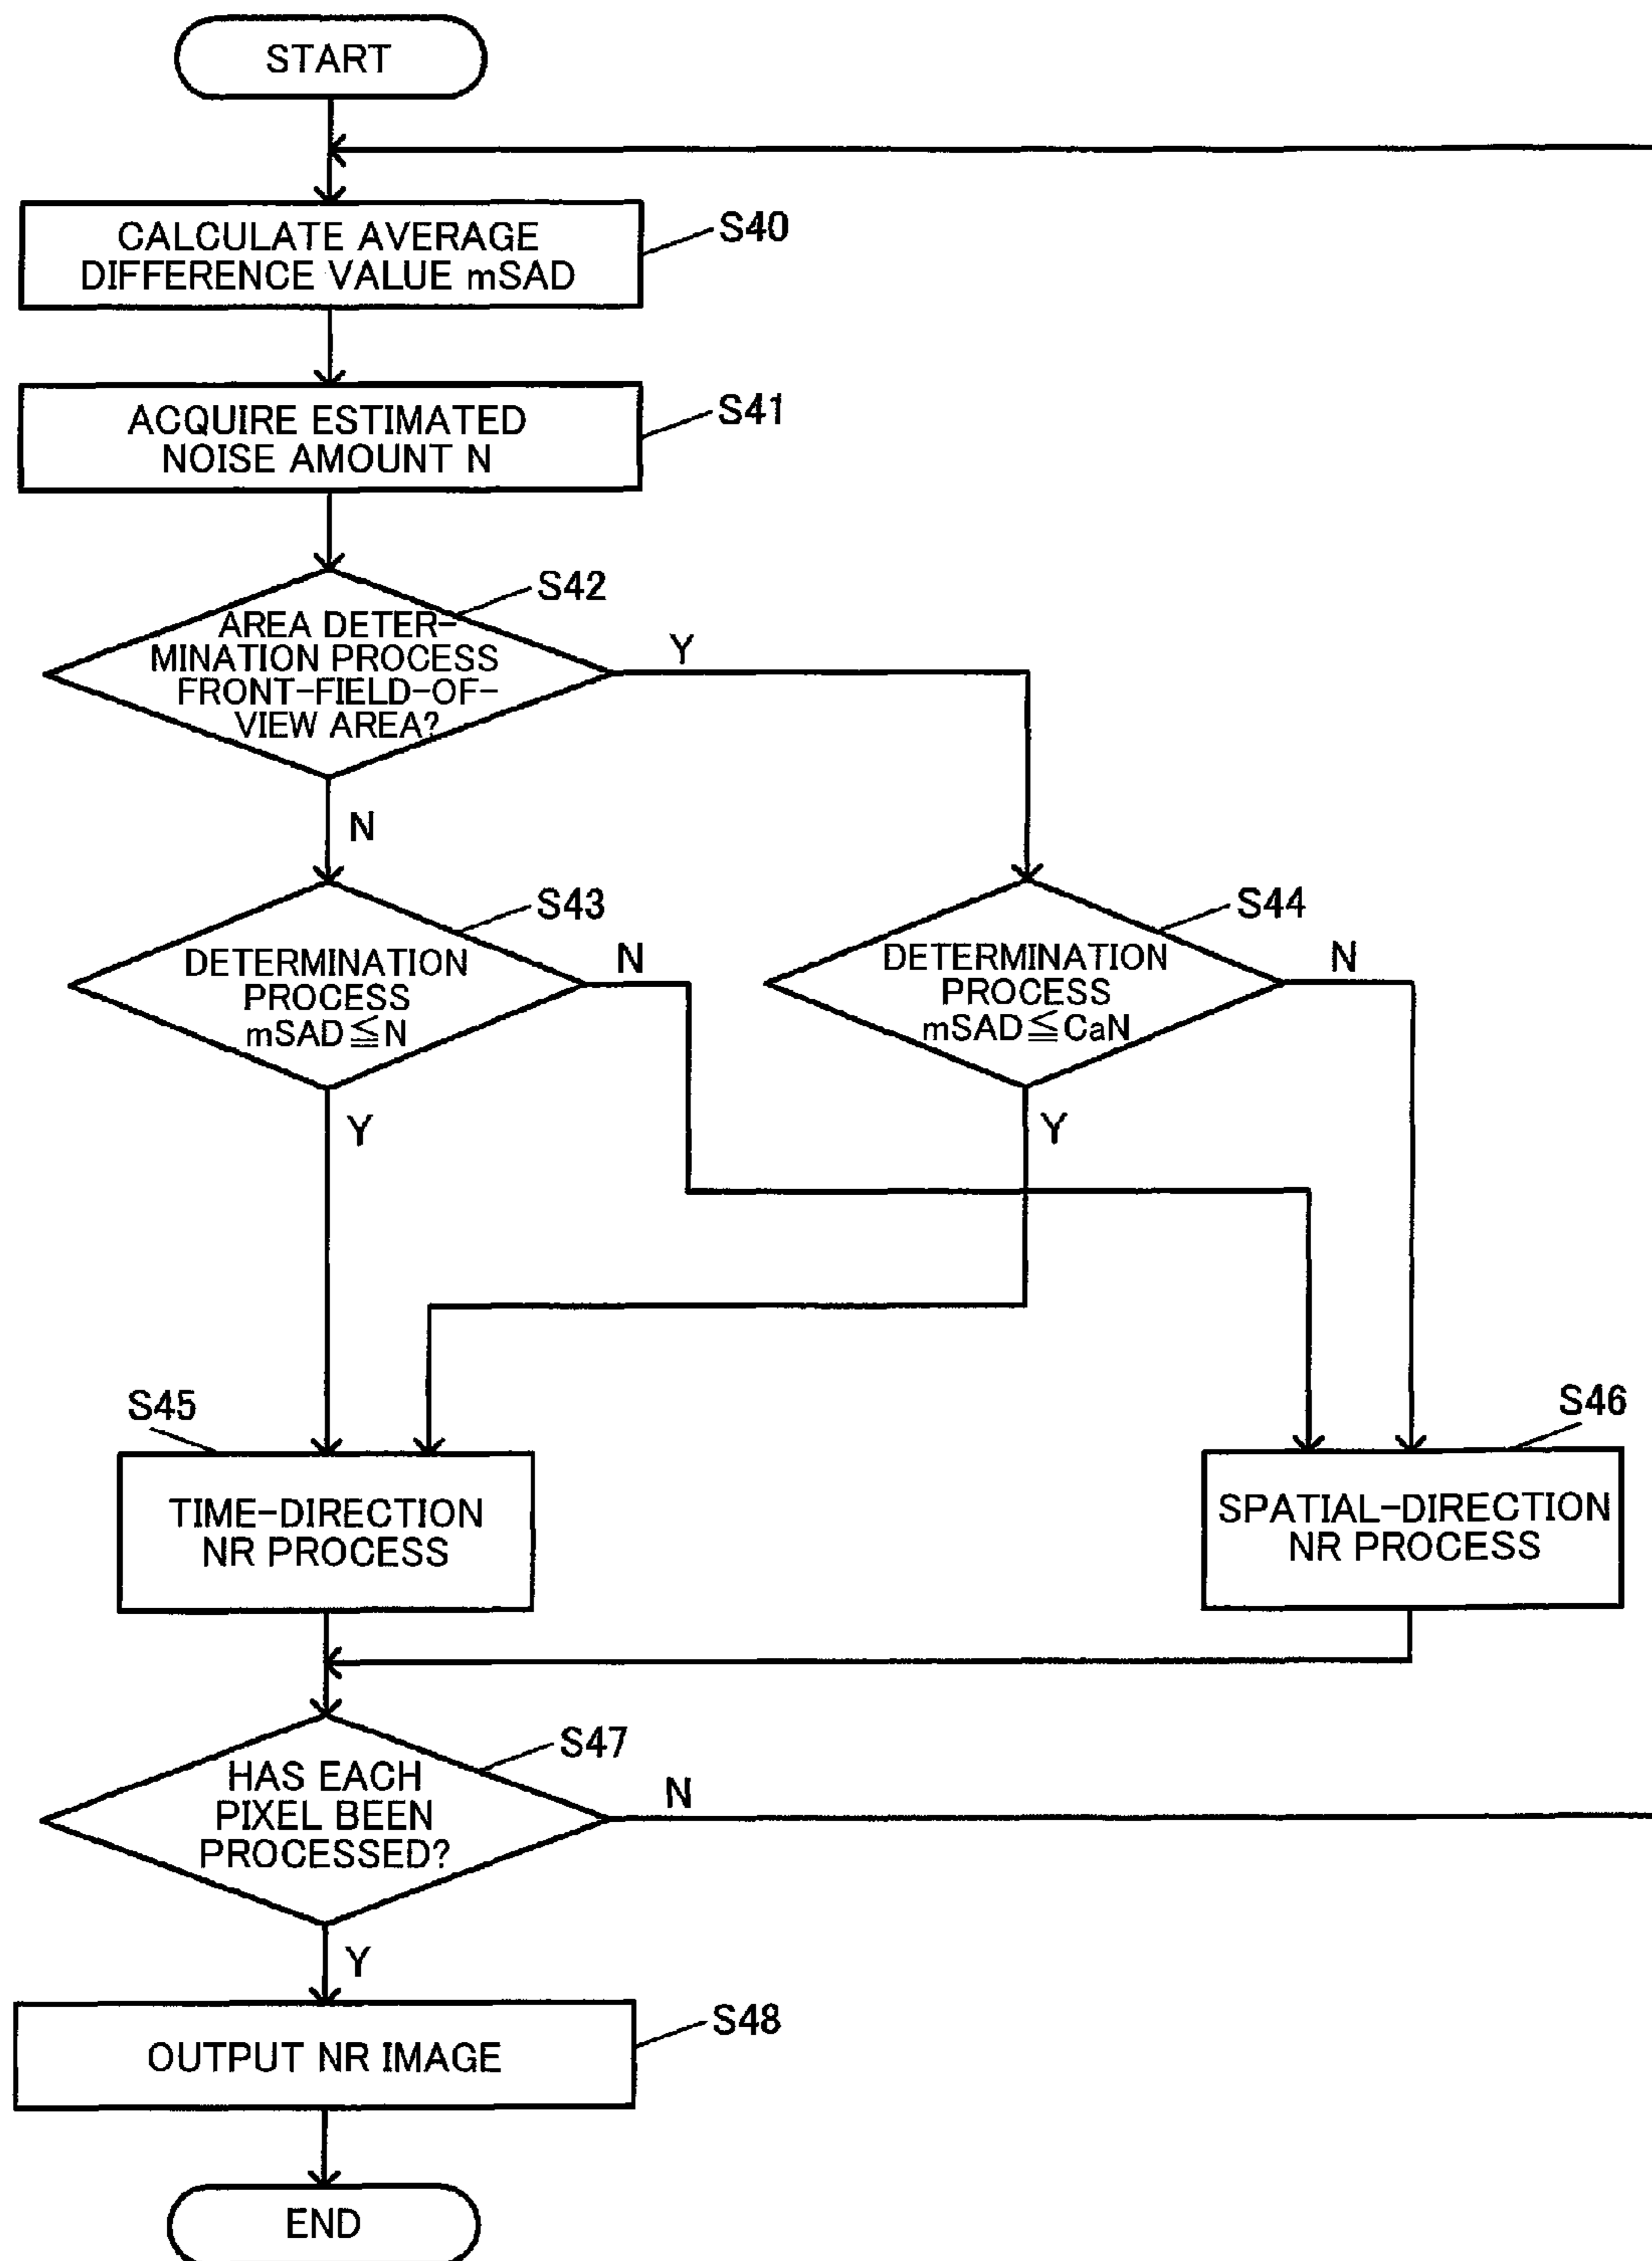 START
CALCULATE AVERAGE
DIFFERENCE VALUE mSAD
S40
ACQUIRE ESTIMATED
NOISE AMOUNT N
S41
S42
AREA DETER-
MINATION PROCESS
FRONT-FIELD-OF-
VIEW AREA?
Y
N
S43
DETERMINATION
PROCESS
mSAD≦N
N
Y
S44
DETERMINATION
PROCESS
mSAD≦CaN
N
Y
S45
TIME-DIRECTION
NR PROCESS
S46
SPATIAL-DIRECTION
NR PROCESS
S47
HAS EACH
PIXEL BEEN
PROCESSED?
N
Y
S48
OUTPUT NR IMAGE
END